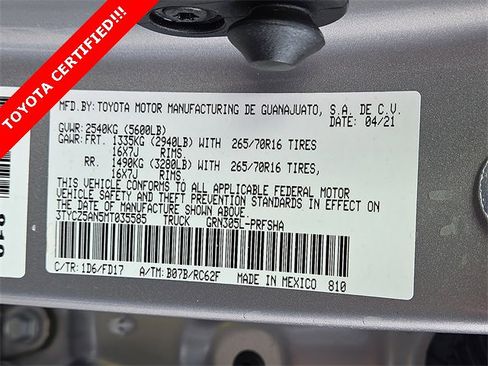 TOYOTA CERTIFIED!!!
MFD.BY:TOYOTA MOTOR MANUFACTURING DE GUANAJUATO, S.A. DE C.V.
DATE: 04/21
GVWR:2540KG (5600LB)
GAWR:FRT. 1335KG (2940LB) WITH 265/70R16 TIRES
16X7J RIMS.
RR. 1490KG (3280LB) WITH 265/70R16 TIRES,
16X7J RIMS.
THIS VEHICLE CONFORMS TO ALL APPLICABLE FEDERAL MOTOR
VEHICLE SAFETY AND THEFT PREVENTION STANDARDS IN EFFECT ON
THE DATE OF MANUFACTURE SHOWN ABOVE.
3TYCZ5AN5MT035505 TRUCK GRN305L-PRFSHA
C/TR: 1D6/FD17 A/TM: B07B/RC62F MADE IN MEXICO 810